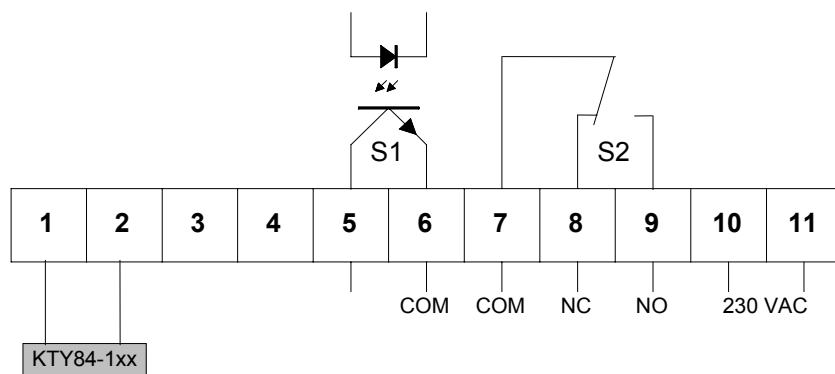 S1
S2
1 2 3 4 5 6 7 8 9 10 11
COM COM NC NO 230 VAC
KTY84-1xx